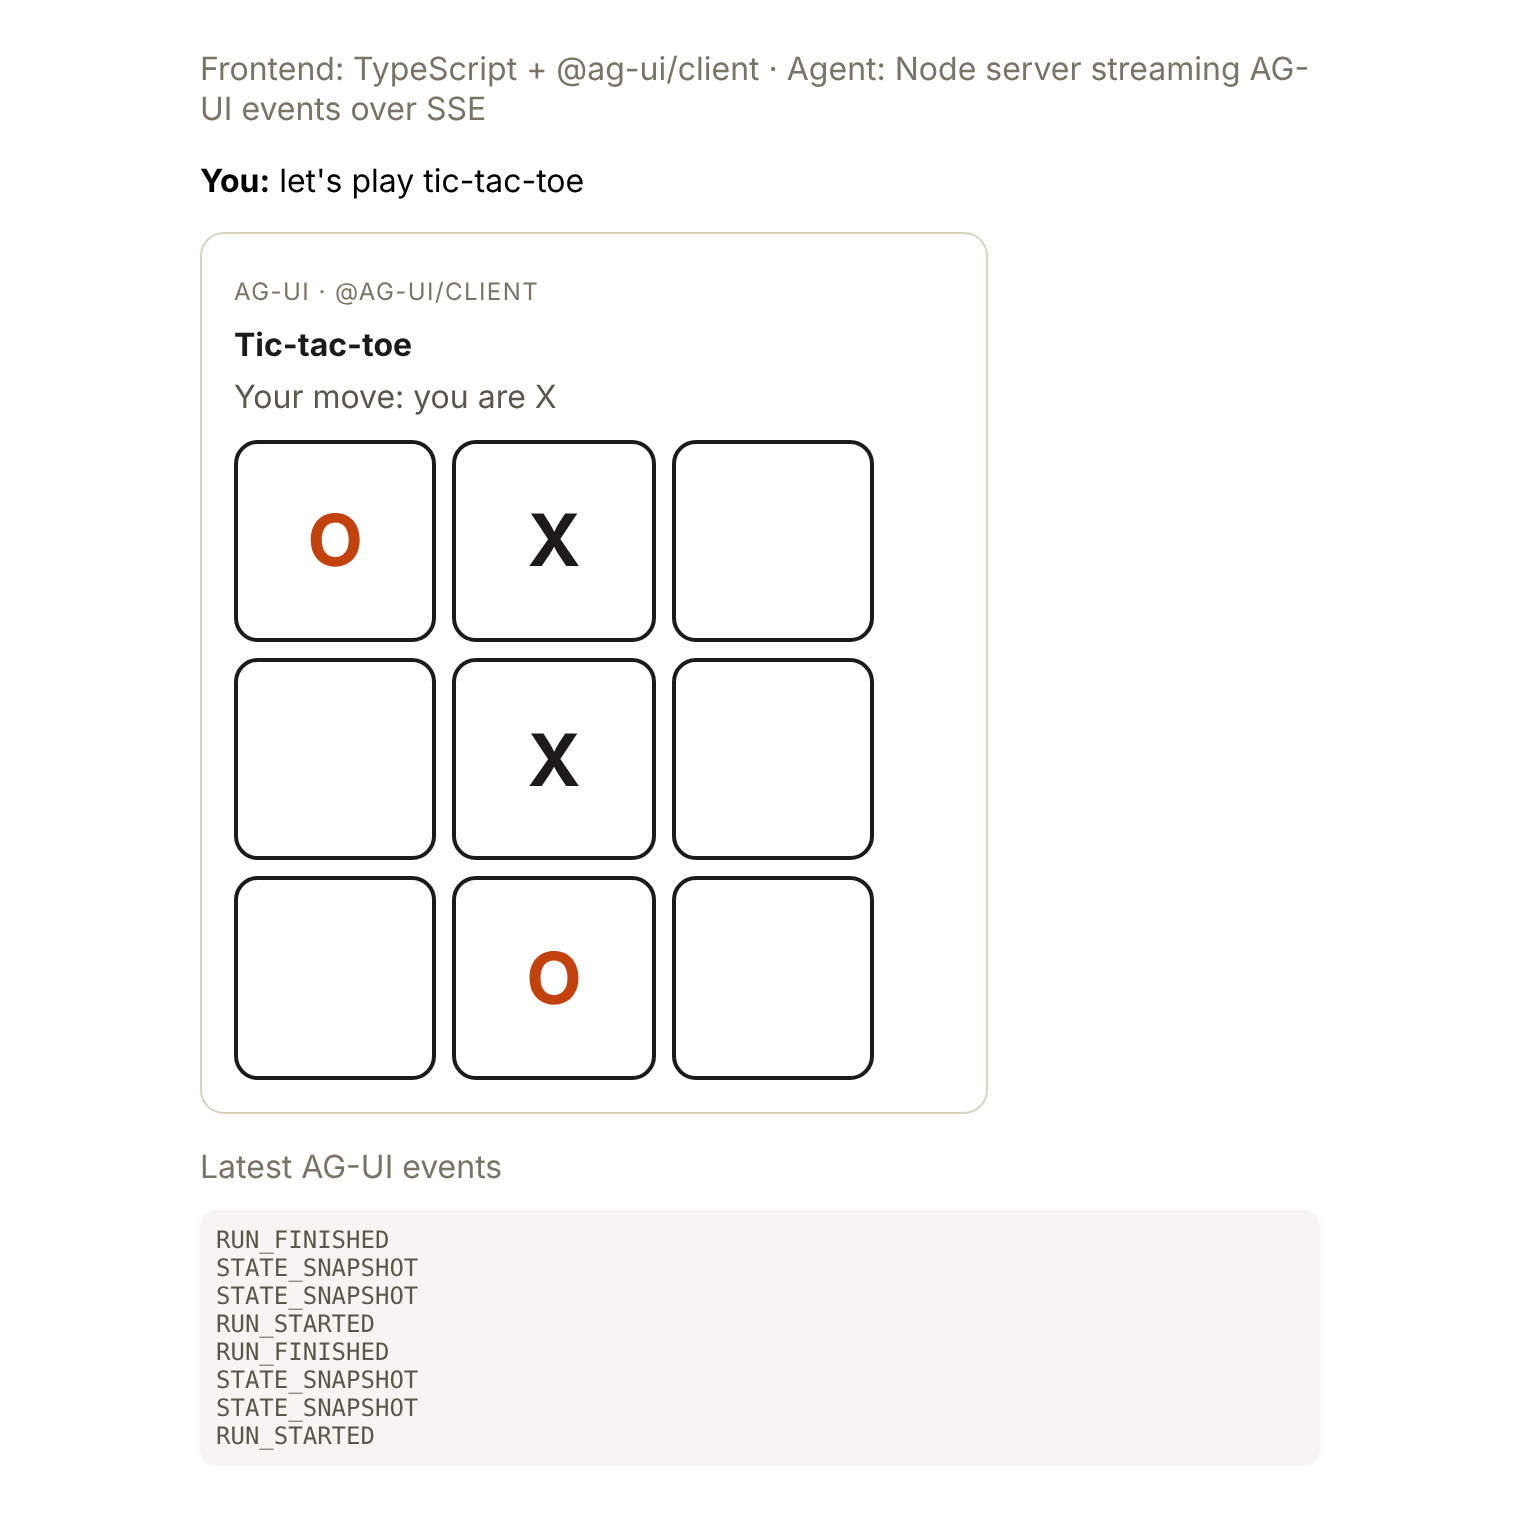 Frontend: TypeScript + @ag-ui/client · Agent: Node server streaming AG-
UI events over SSE
You: let's play tic-tac-toe
AG-UI · @AG-UI/CLIENT
Tic-tac-toe
Your move: you are X
O X
X
O
Latest AG-UI events
RUN_FINISHED
STATE_SNAPSHOT
STATE_SNAPSHOT
RUN_STARTED
RUN_FINISHED
STATE_SNAPSHOT
STATE_SNAPSHOT
RUN_STARTED